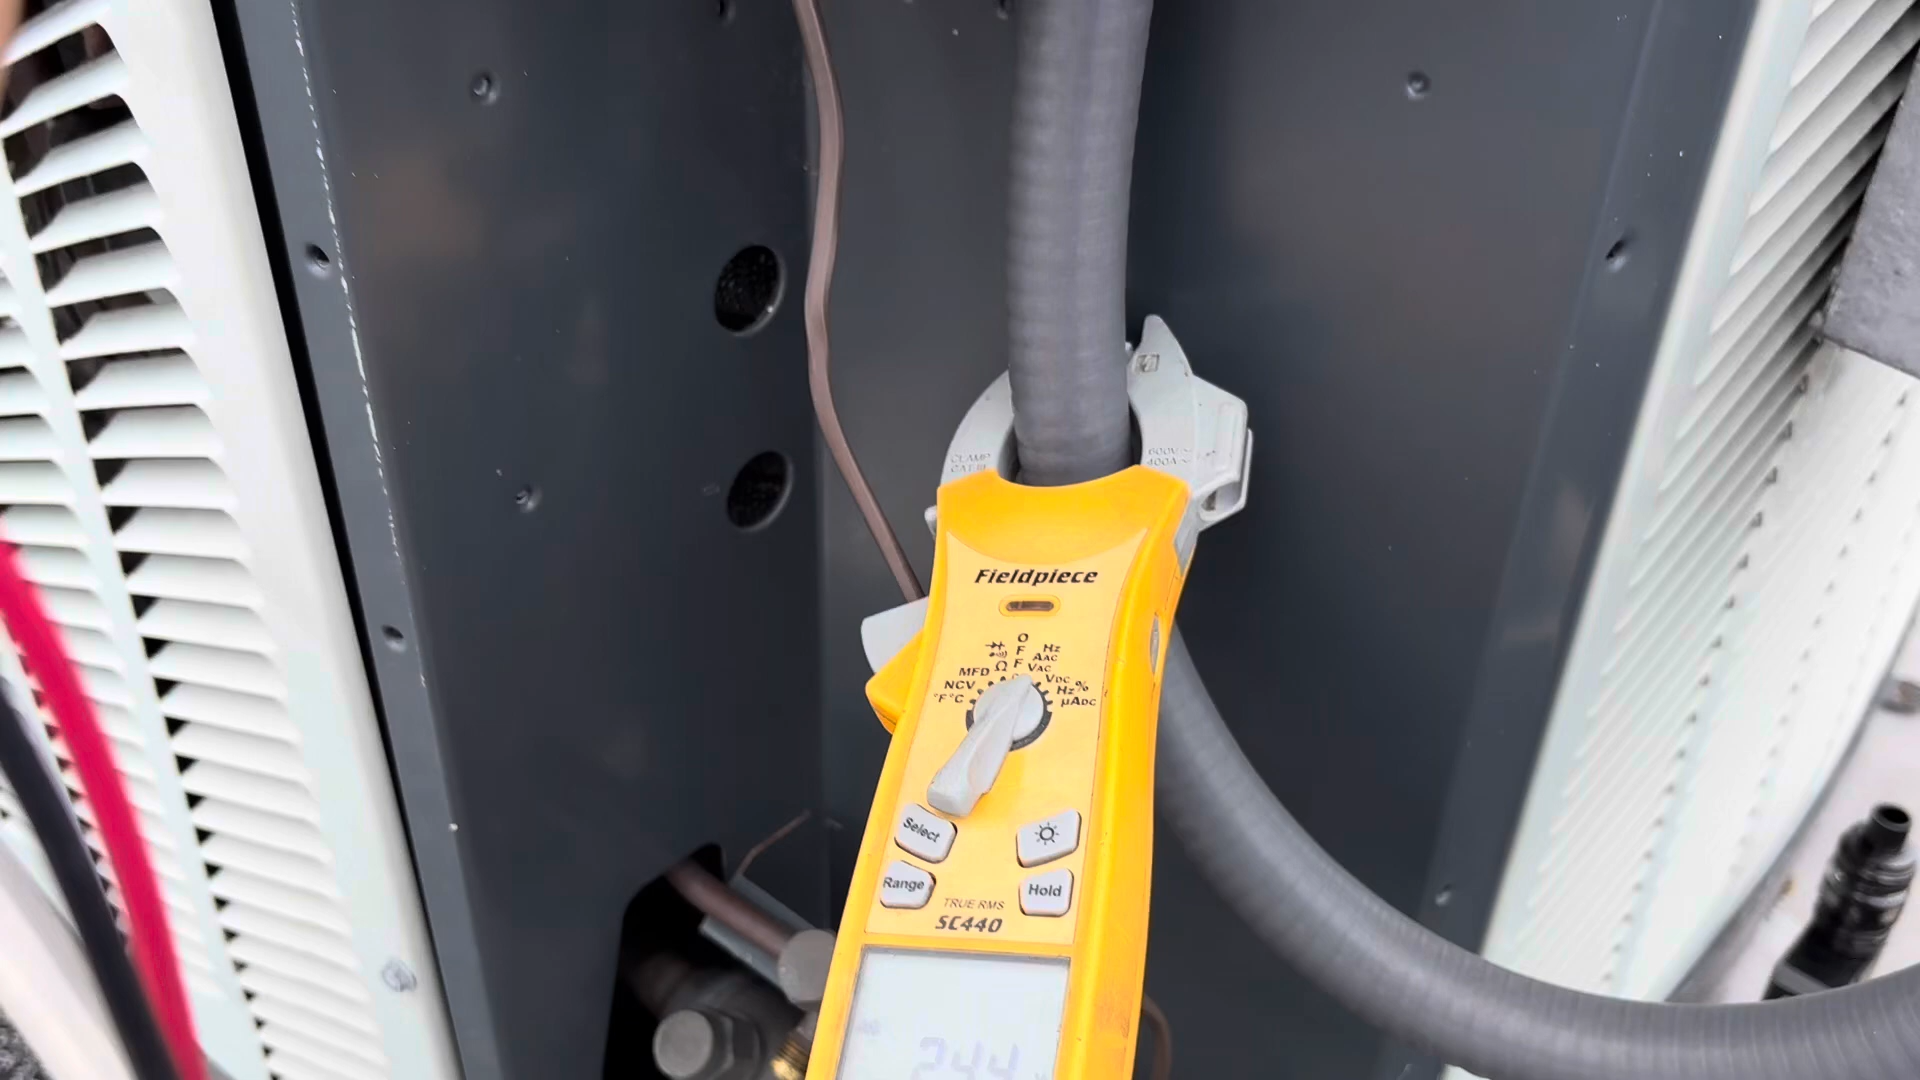 CLAMP 600V
CAT III 400A
Fieldpiece
O
F
F
Hz
AAC
VAC
Ω
MFD
VDC
NCV
Hz %
°F°C
µADC
Select
Range
Hold
TRUE RMS
SC440
244